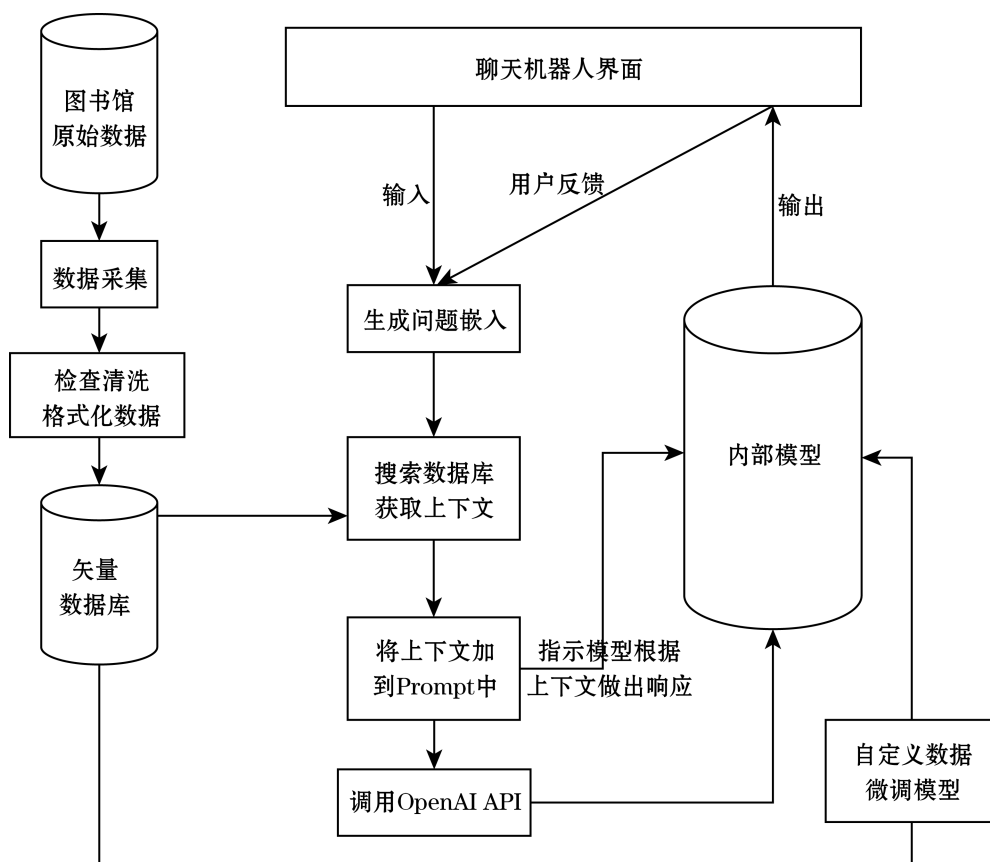 图书馆
原始数据
数据采集
检查清洗
格式化数据
矢量
数据库
聊天机器人界面
输入
用户反馈
输出
生成问题嵌入
搜索数据库
获取上下文
将上下文加
到Prompt中
指示模型根据
上下文做出响应
调用OpenAI API
内部模型
自定义数据
微调模型